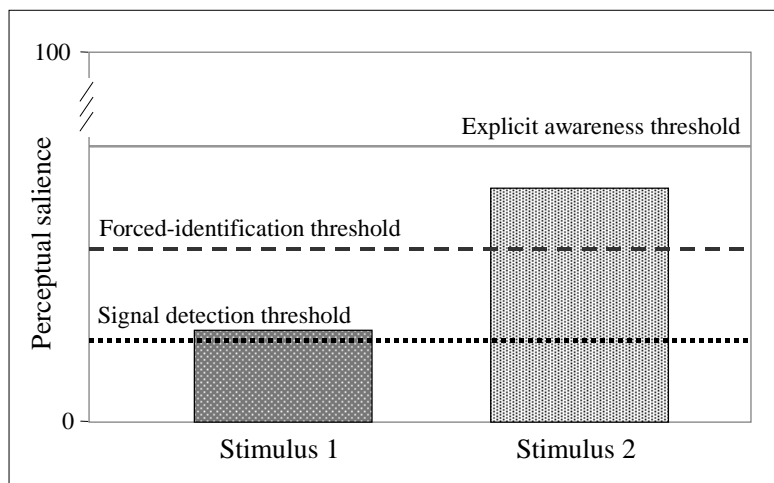 100
Explicit awareness threshold
Forced-identification threshold
Signal detection threshold
Perceptual salience
0
Stimulus 1
Stimulus 2